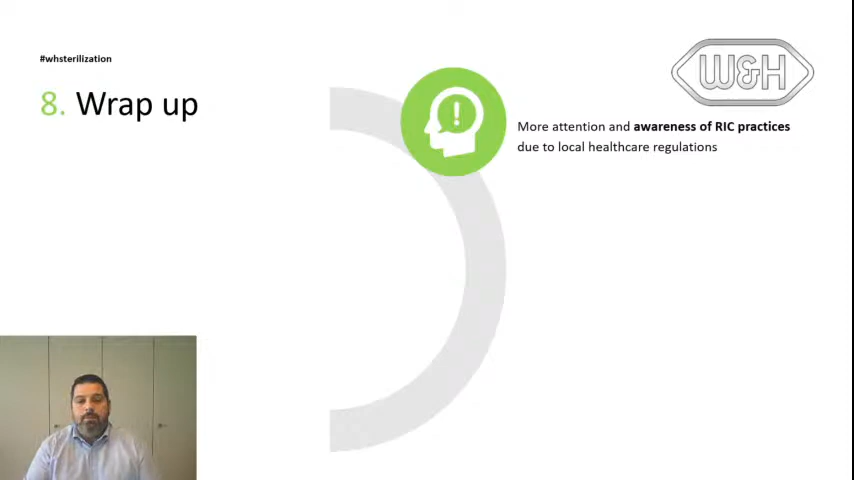 #whsterilization
8. Wrap up
W&H
More attention and awareness of RIC practices
due to local healthcare regulations